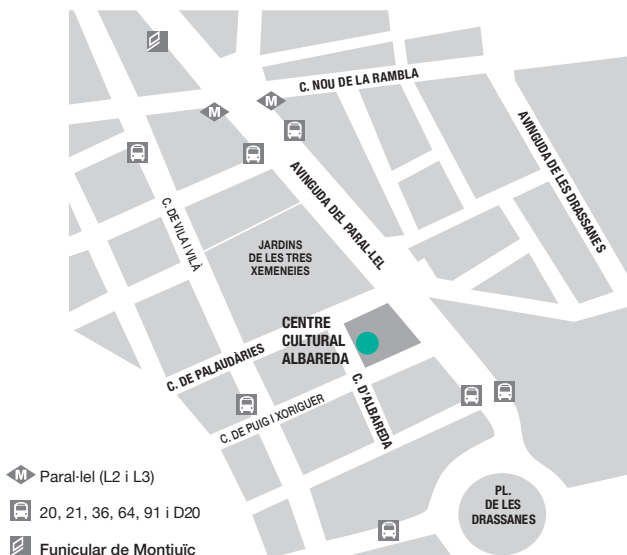 M
M
C. NOU DE LA RAMBLA
AVINGUDA DE LES DRASSANES
AVINGUDA DEL PARAL·LEL
C. DE VILA I VILÀ
JARDINS
DE LES TRES
XEMENEIES
CENTRE
CULTURAL
ALBAREDA
C. DE PALAUDÀRIES
C. D'ALBAREDA
C. DE PUIG I XORIGUER
PL.
DE LES
DRASSANES
M Paral·lel (L2 i L3)
20, 21, 36, 64, 91 i D20
Funicular de Montiuïc